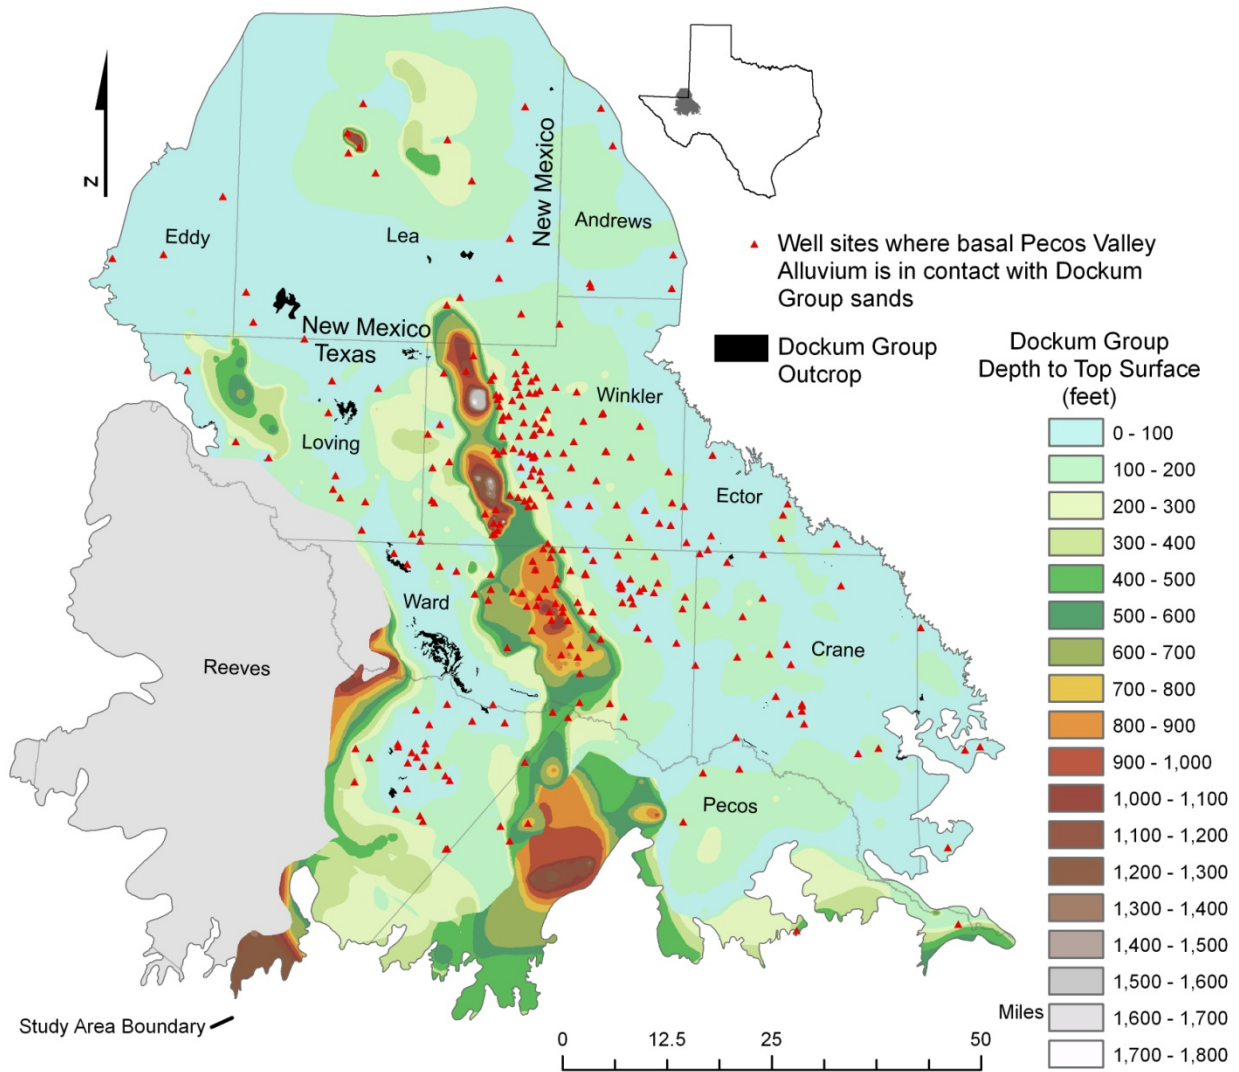 N
New Mexico
Andrews
Eddy
Lea
Well sites where basal Pecos Valley
Alluvium is in contact with Dockum
Group sands
New Mexico
Texas
Dockum Group
Outcrop
Dockum Group
Depth to Top Surface
(feet)
Winkler
Loving
Ector
Ward
Reeves
Crane
Pecos
0 - 100
100 - 200
200 - 300
300 - 400
400 - 500
500 - 600
600 - 700
700 - 800
800 - 900
900 - 1,000
1,000 - 1,100
1,100 - 1,200
1,200 - 1,300
1,300 - 1,400
1,400 - 1,500
1,500 - 1,600
1,600 - 1,700
1,700 - 1,800
Study Area Boundary
Miles
0 12.5 25 50